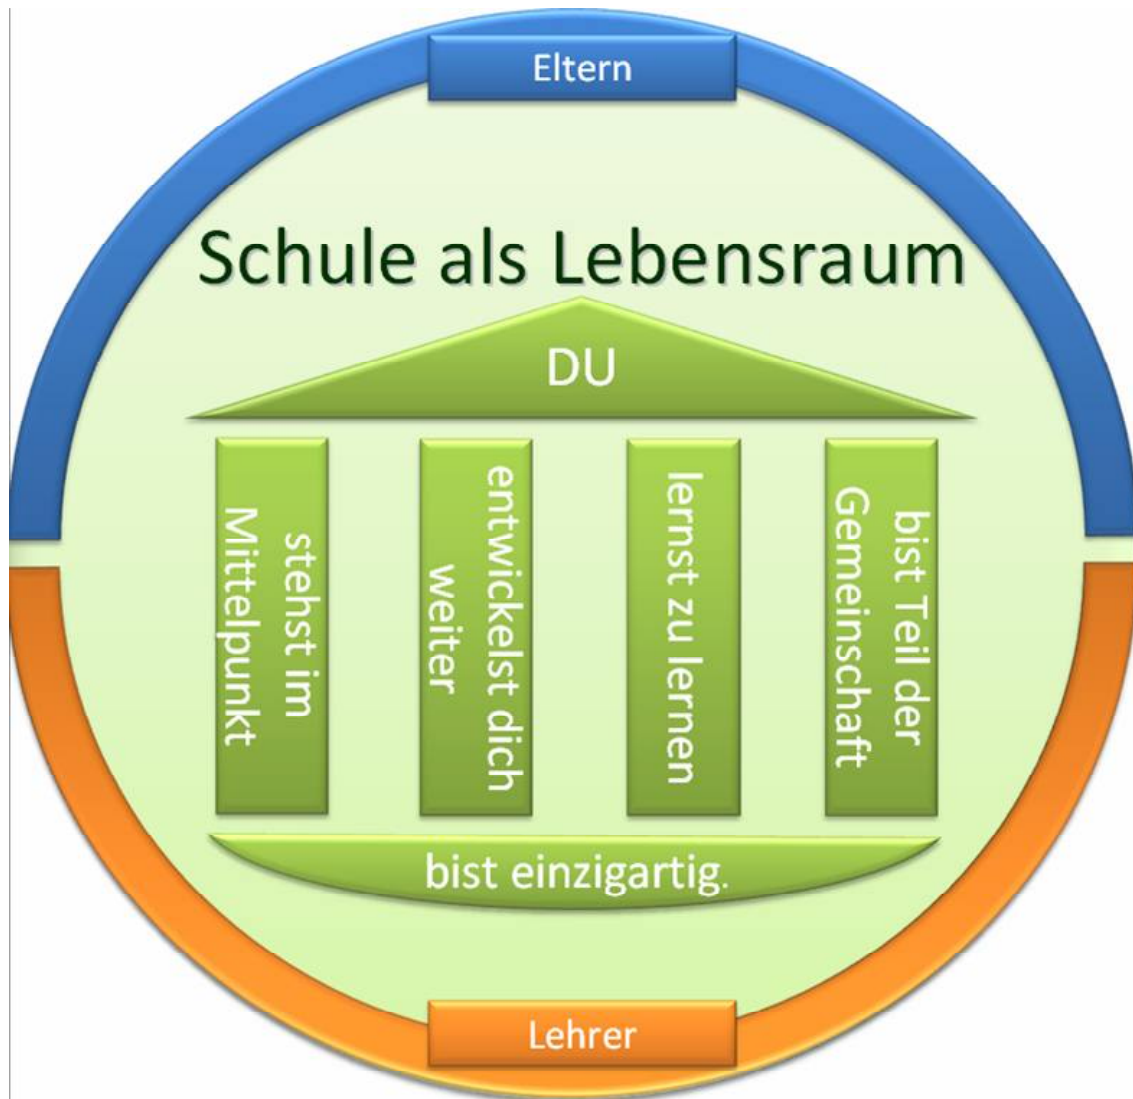 Eltern
Schule als Lebensraum
DU
stehst im
Mittelpunkt
entwickelst dich
weiter
lernst zu lernen
bist Teil der
Gemeinschaft
bist einzigartig.
Lehrer